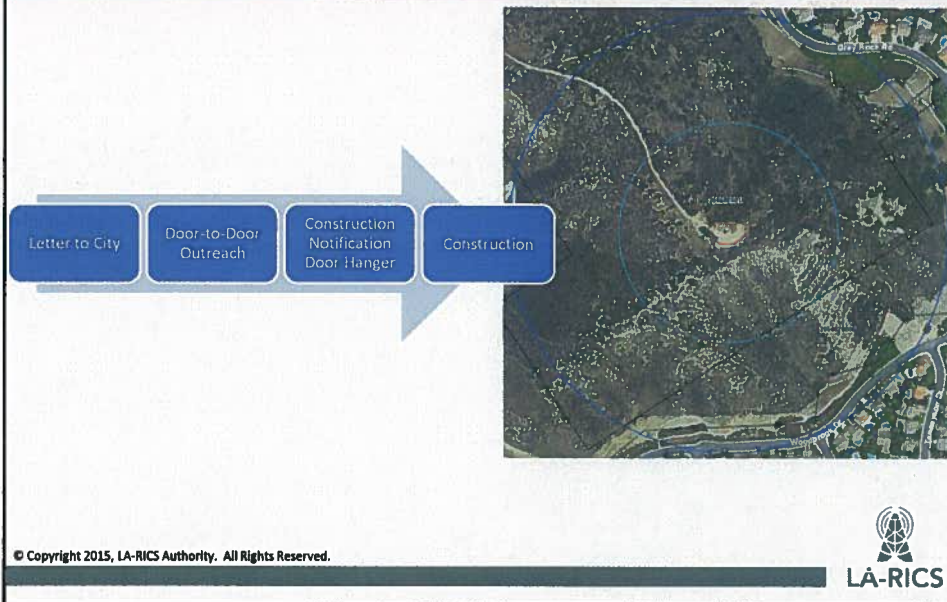 Letter to City
Door-to-Door
Outreach
Construction
Notification
Door Hanger
Construction
Gray Rock Rd
© Copyright 2015, LA-RICS Authority. All Rights Reserved.
LA-RICS